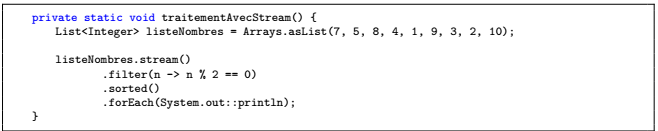 private static void traitementAvecStream() {
List<Integer> listeNombres = Arrays.asList(7, 5, 8, 4, 1, 9, 3, 2, 10);
listeNombres.stream()
.filter(n -> n % 2 == 0)
.sorted()
.forEach(System.out::println);
}